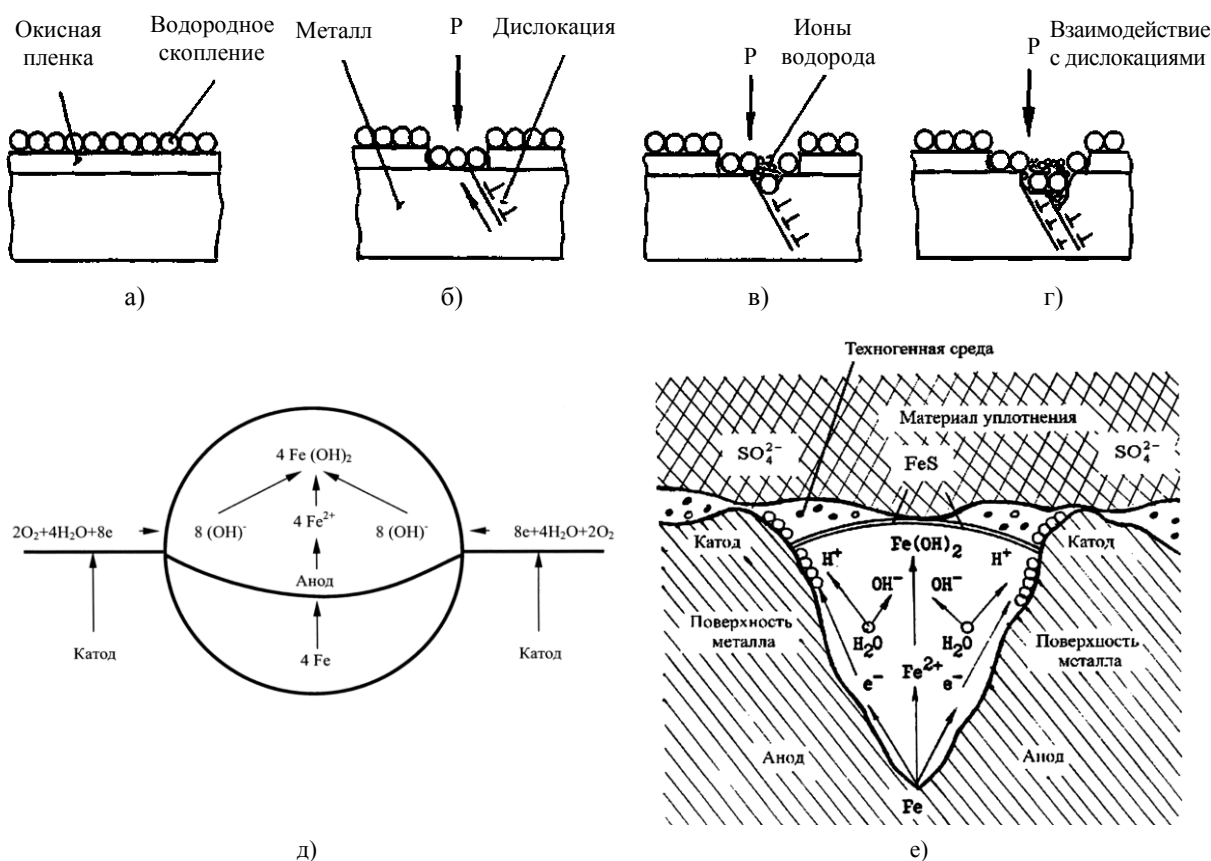 Окисная
пленка
Водородное
скопление
Металл
P
Дислокация
P
Ионы
водорода
P
Взаимодействие
с дислокациями
а)
б)
в)
г)
4 Fe (OH)₂
8 (OH)⁻
4 Fe²⁺
8 (OH)⁻
2O₂+4H₂O+8e
8e+4H₂O+2O₂
Анод
Катод
4 Fe
Катод
д)
Техногенная среда
Материал уплотнения
SO₄²⁻
FeS
SO₄²⁻
Катод
H⁺
Fe(OH)₂
H⁺
Катод
OH⁻
OH⁻
Поверхность
металла
H₂O
H₂O
Поверхность
металла
e⁻
Fe²⁺
e⁻
Анод
Анод
Fe
е)